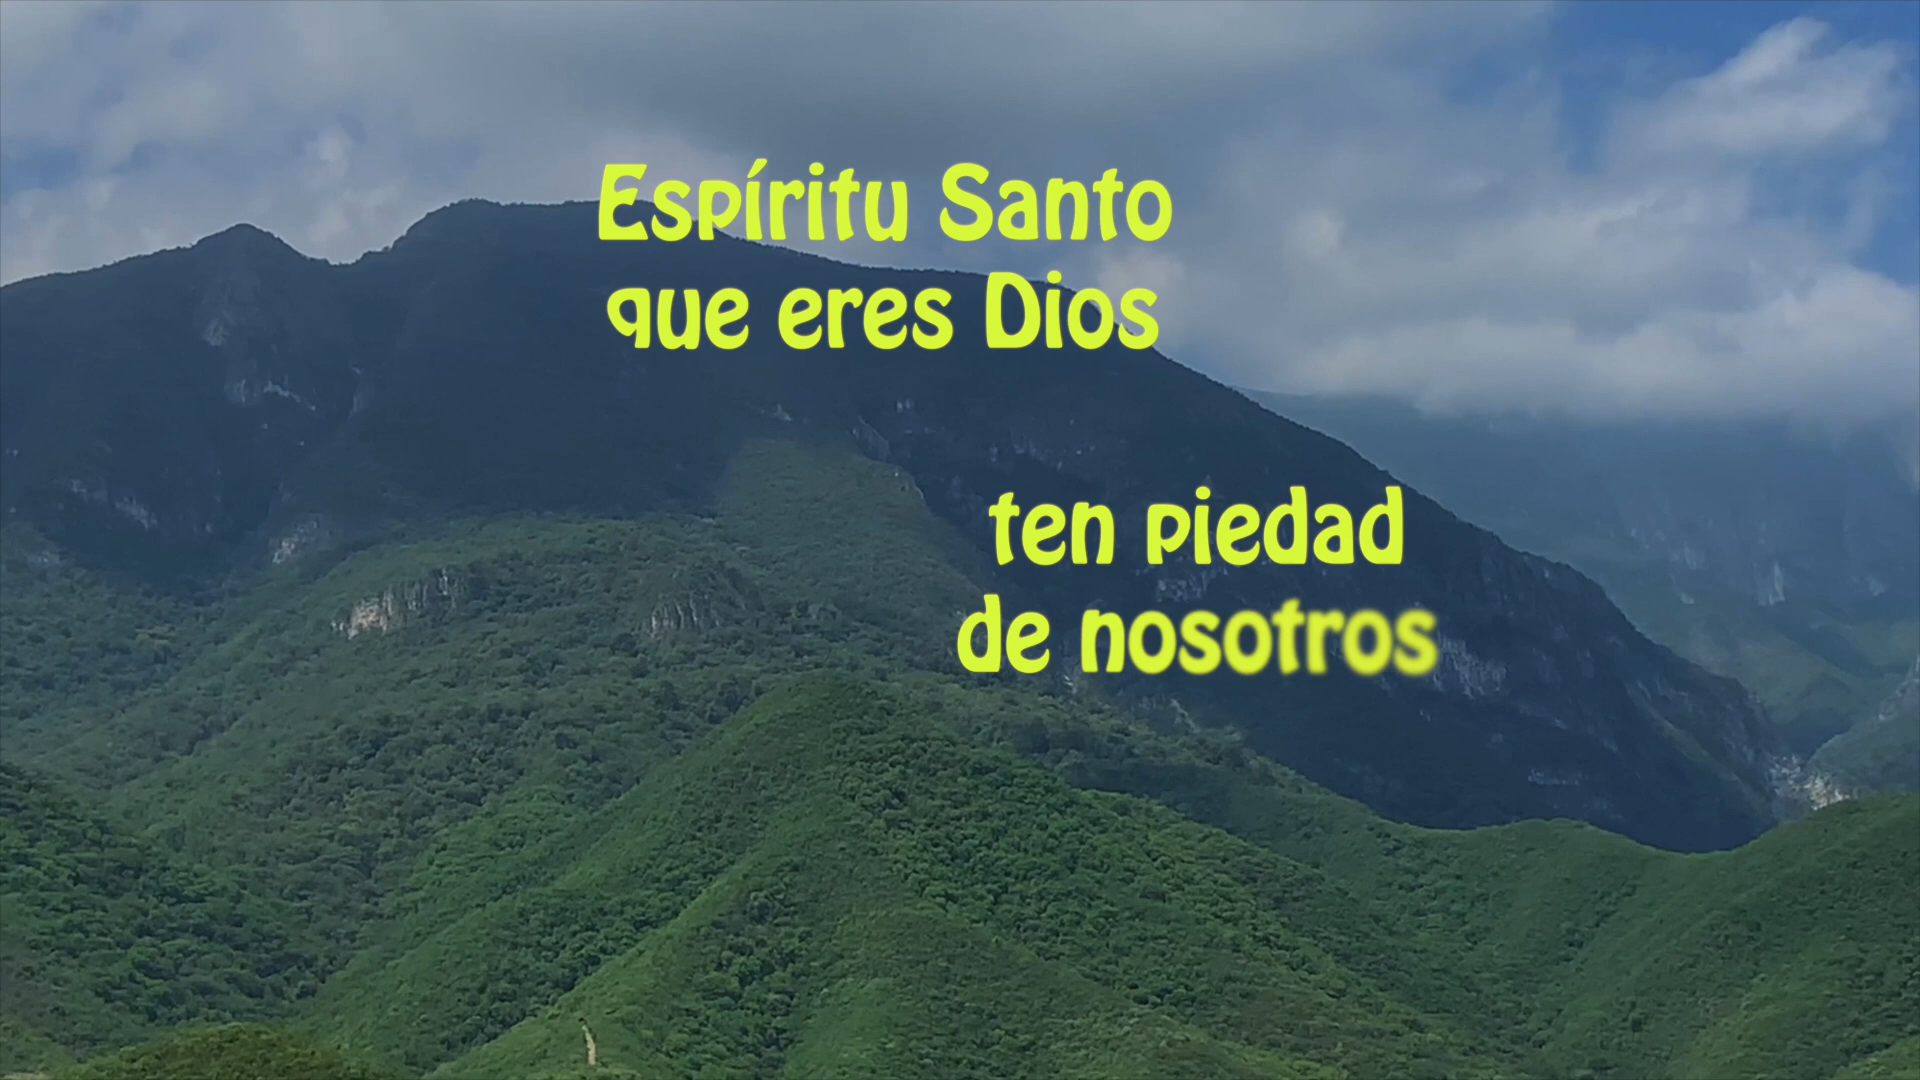 Espíritu Santo
que eres Dios
ten piedad
de nosotros